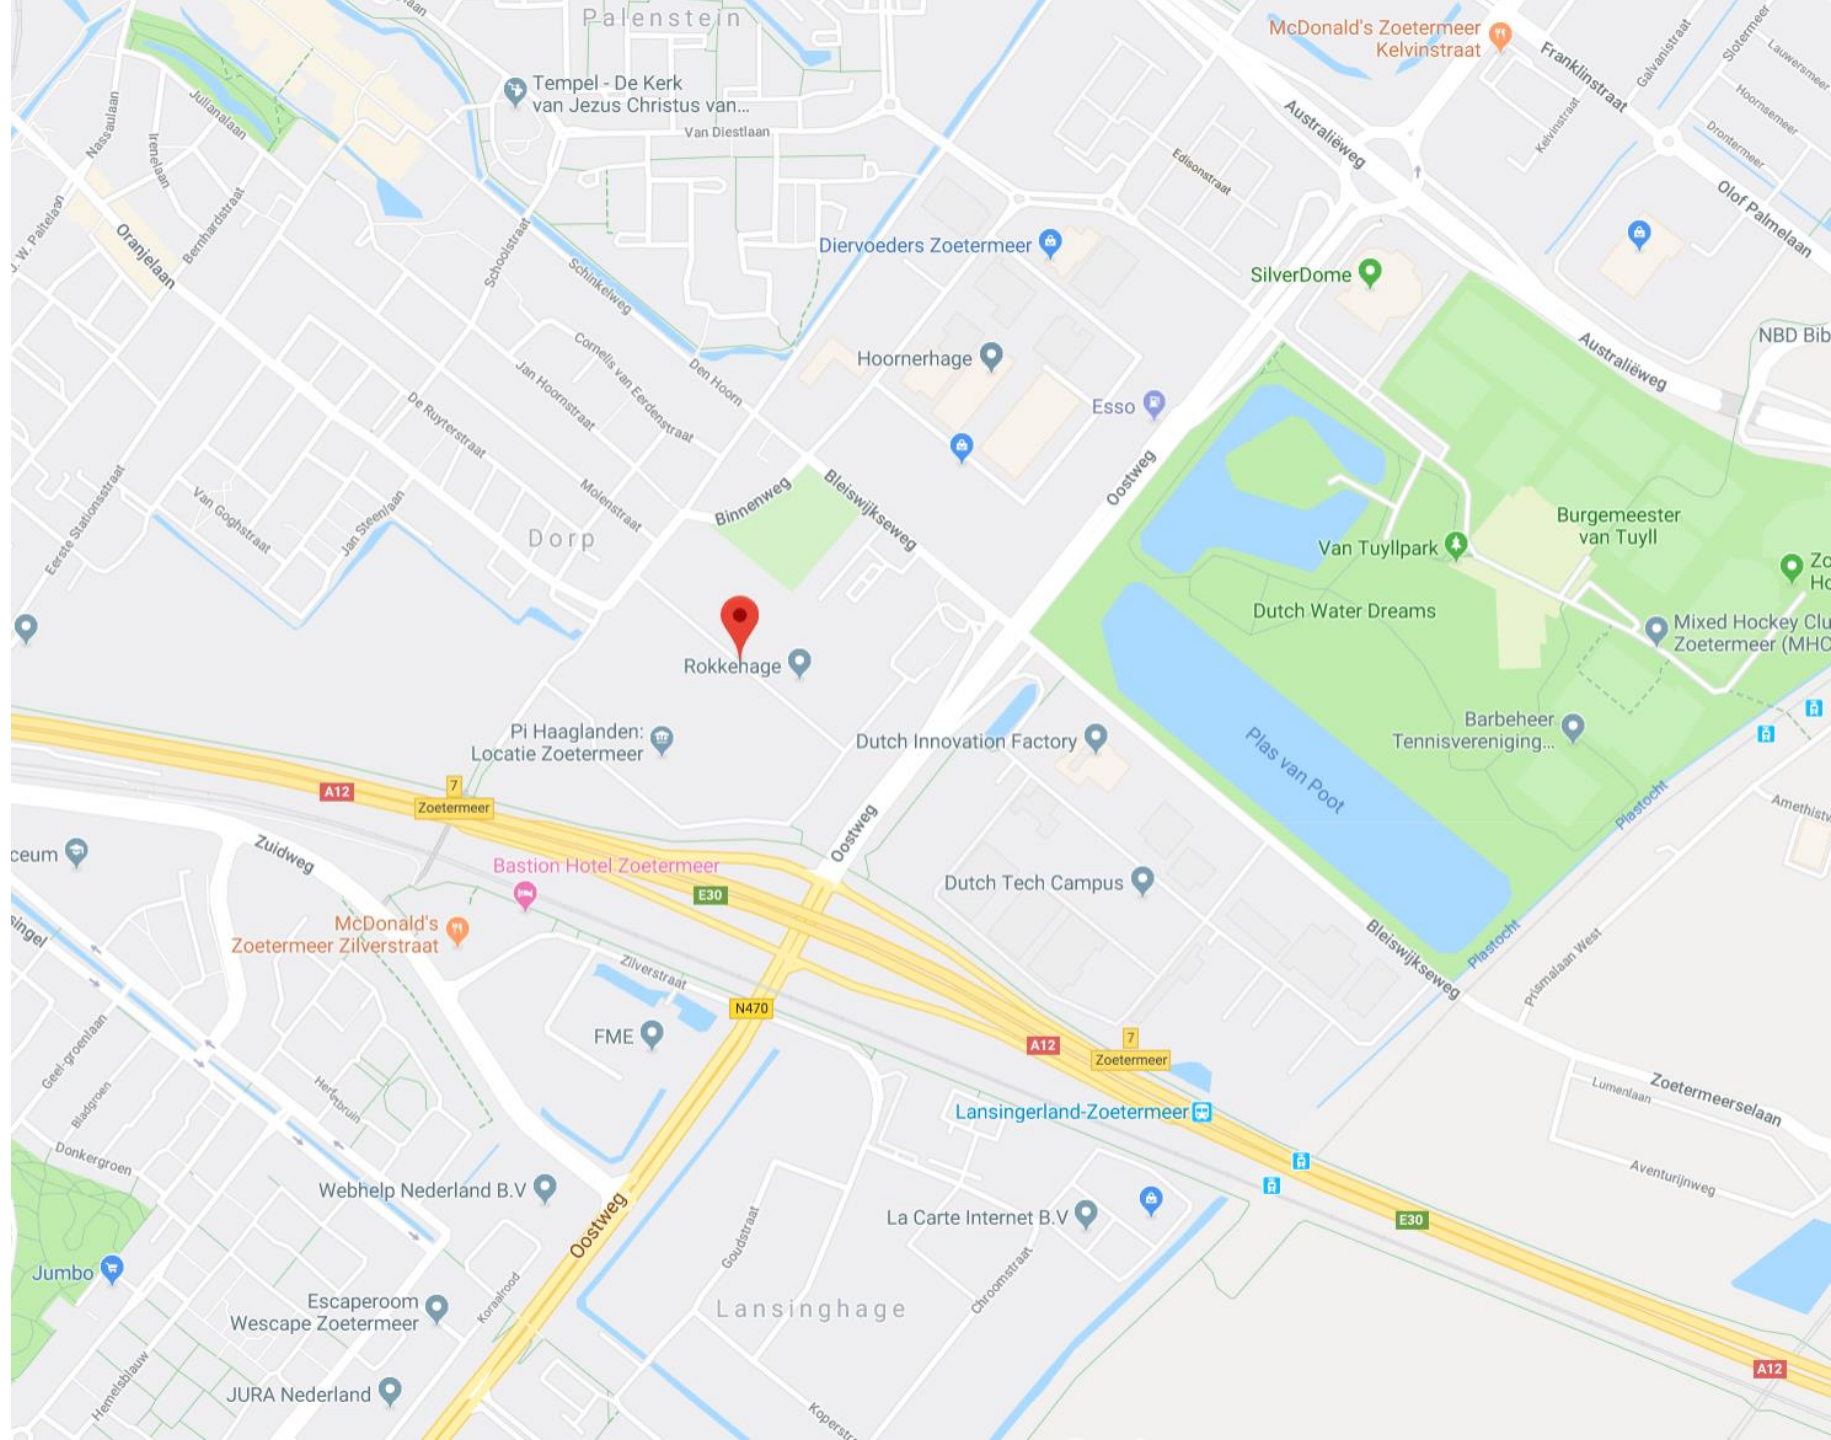 Palenstein
McDonald's Zoetermeer
Kelvinstraat
Franklinstraat
Galvanistraat
Slotermeer
Lauwersmeer
Tempel - De Kerk
van Jezus Christus van...
Julianalaan
Nassaulaan
Irenelaan
Van Diestlaan
Australiëweg
Kelvinstraat
Hoornsemeer
Drontermeer
Edisonstraat
Olof Palmelaan
J. W. Paltelaan
Oranjelaan
Bernhardstraat
Schoolstraat
Schinkelweg
Diervoeders Zoetermeer
SilverDome
NBD Bib
Australiëweg
Cornelis van Eerdenstraat
Jan Hoornstraat
Den Hoorn
Hoornerhage
Esso
De Ruyterstraat
Molenstraat
Eerste Stationsstraat
Van Goghstraat
Jan Steenlaan
Dorp
Binnenweg
Bleiswijkseweg
Oostweg
Burgemeester
van Tuyll
Van Tuyllpark
Zo
Ho
Dutch Water Dreams
Mixed Hockey Clu
Zoetermeer (MHC
Rokkehage
Pi Haaglanden:
Locatie Zoetermeer
Dutch Innovation Factory
Plas van Poot
Barbeheer
Tennisvereniging...
Plastocht
A12
7
Zoetermeer
Oostweg
Amethistw
ceum
Zuidweg
Bastion Hotel Zoetermeer
E30
Dutch Tech Campus
McDonald's
Zoetermeer Zilverstraat
singel
Zilverstraat
Bleiswijkseweg
Plastocht
Prismalaan West
N470
FME
A12
7
Zoetermeer
Geel-groenlaan
Bladgroen
Herfstbruin
Lumenlaan
Zoetermeerselaan
Lansingerland-Zoetermeer
Donkergroen
Aventurijnweg
Webhelp Nederland B.V
Oostweg
Goudstraat
La Carte Internet B.V
E30
Jumbo
Escaperoom
Wescape Zoetermeer
Koraalrood
Lansinghage
Chroomstraat
Hemelsblauw
JURA Nederland
Koperstr
A12